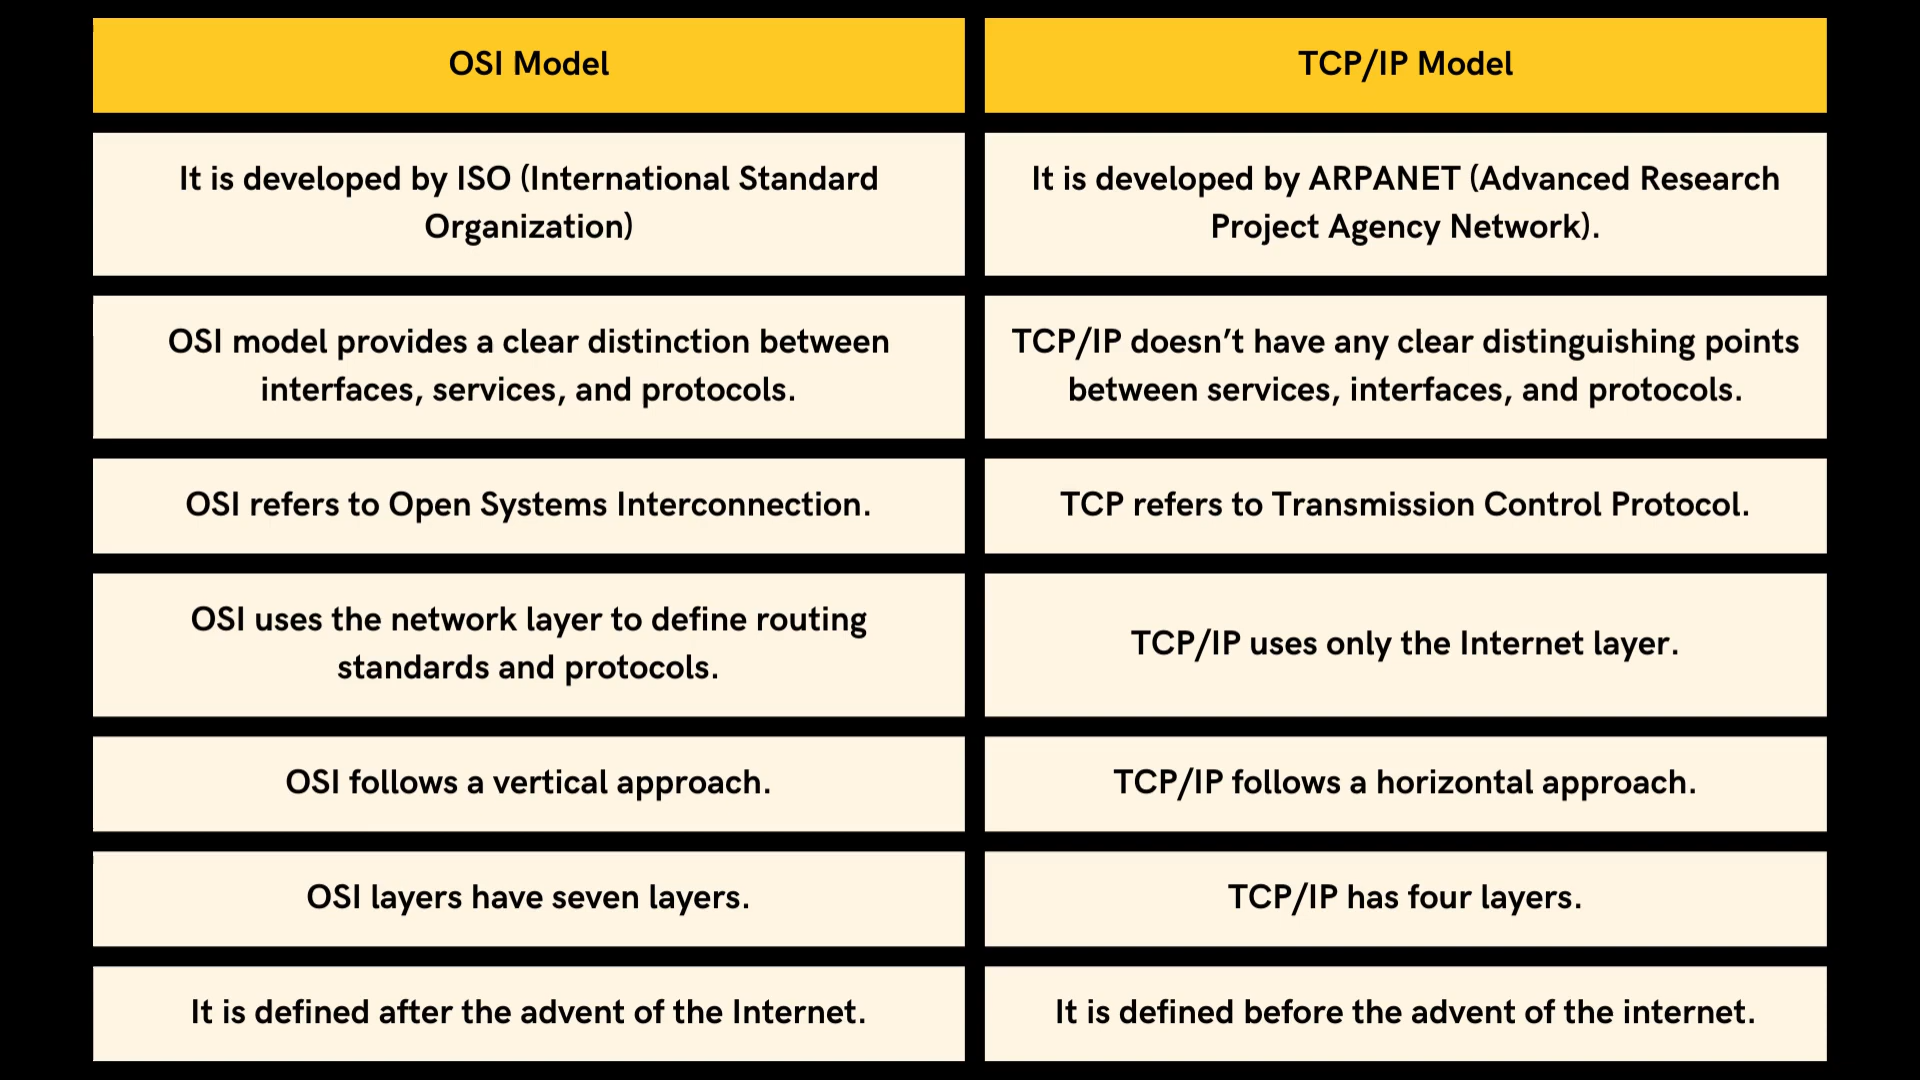 OSI Model
TCP/IP Model
It is developed by ISO (International Standard
Organization)
It is developed by ARPANET (Advanced Research
Project Agency Network).
OSI model provides a clear distinction between
interfaces, services, and protocols.
TCP/IP doesn’t have any clear distinguishing points
between services, interfaces, and protocols.
OSI refers to Open Systems Interconnection.
TCP refers to Transmission Control Protocol.
OSI uses the network layer to define routing
standards and protocols.
TCP/IP uses only the Internet layer.
OSI follows a vertical approach.
TCP/IP follows a horizontal approach.
OSI layers have seven layers.
TCP/IP has four layers.
It is defined after the advent of the Internet.
It is defined before the advent of the internet.